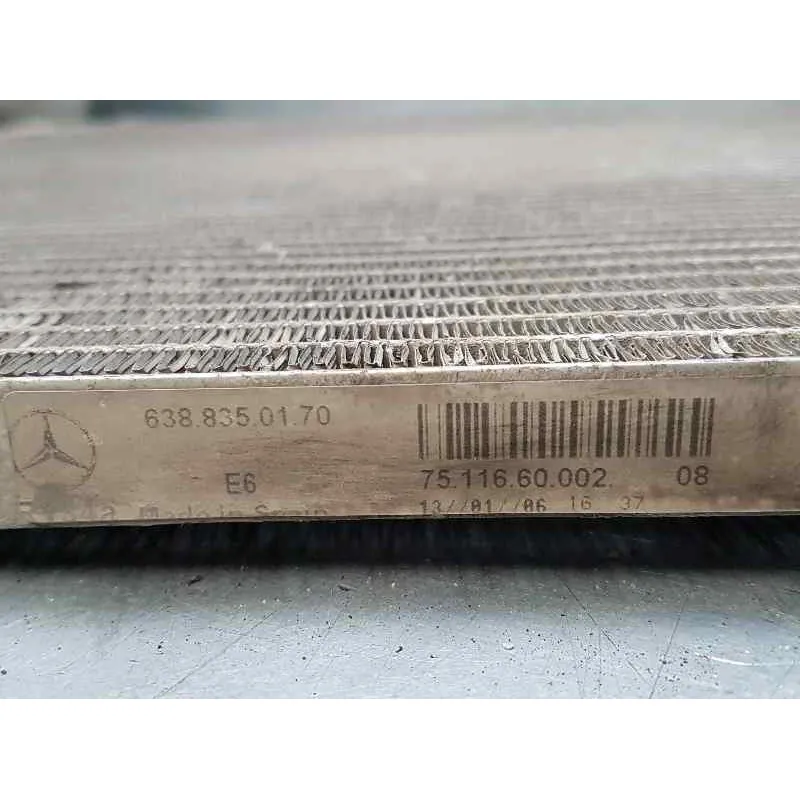 638.835.01.70
E6
Made in Spain
75.116.60.002. 08
13//01//06 16 37